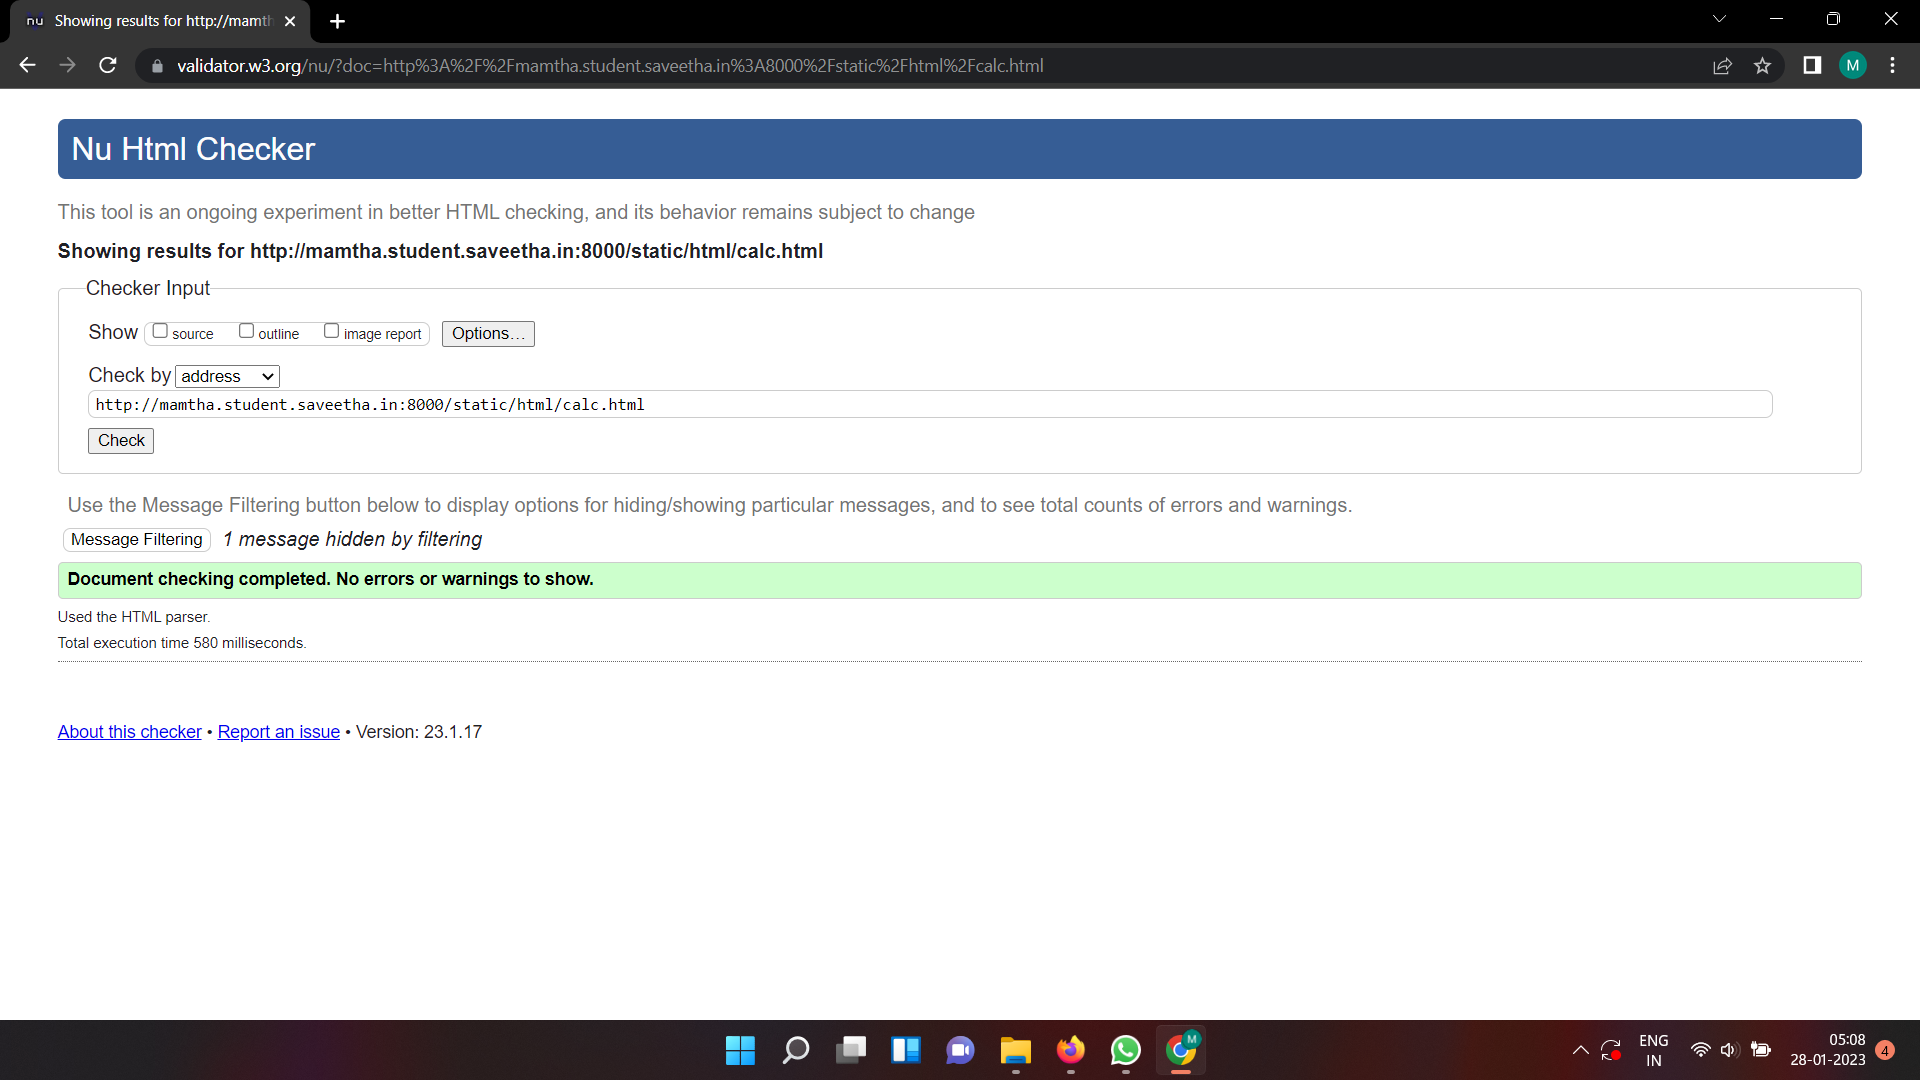 nu Showing results for http://mamth
validator.w3.org/nu/?doc=http%3A%2F%2Fmamtha.student.saveetha.in%3A8000%2Fstatic%2Fhtml%2Fcalc.html
M
Nu Html Checker
This tool is an ongoing experiment in better HTML checking, and its behavior remains subject to change
Showing results for http://mamtha.student.saveetha.in:8000/static/html/calc.html
Checker Input
Show source outline image report Options…
Check by address
http://mamtha.student.saveetha.in:8000/static/html/calc.html
Check
Use the Message Filtering button below to display options for hiding/showing particular messages, and to see total counts of errors and warnings.
Message Filtering 1 message hidden by filtering
Document checking completed. No errors or warnings to show.
Used the HTML parser.
Total execution time 580 milliseconds.
About this checker • Report an issue • Version: 23.1.17
M
ENG
IN
05:08
28-01-2023
4